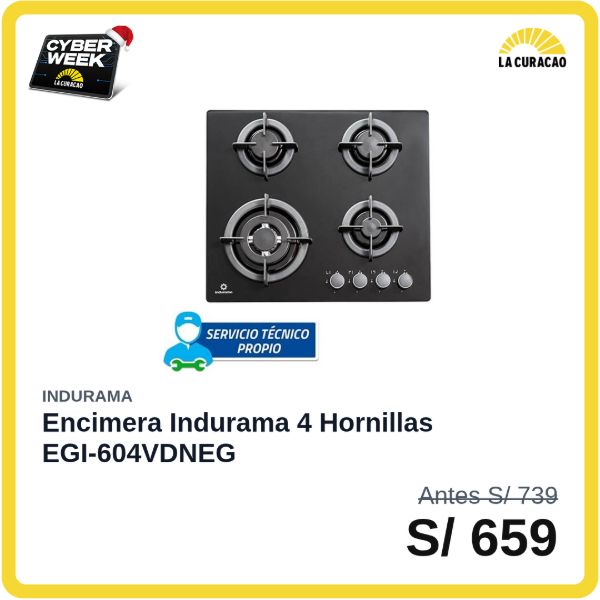 CYBER
WEEK
LA CURACAO
LA CURACAO
indurama
SERVICIO TÉCNICO
PROPIO
INDURAMA
Encimera Indurama 4 Hornillas
EGI-604VDNEG
Antes S/ 739
S/ 659